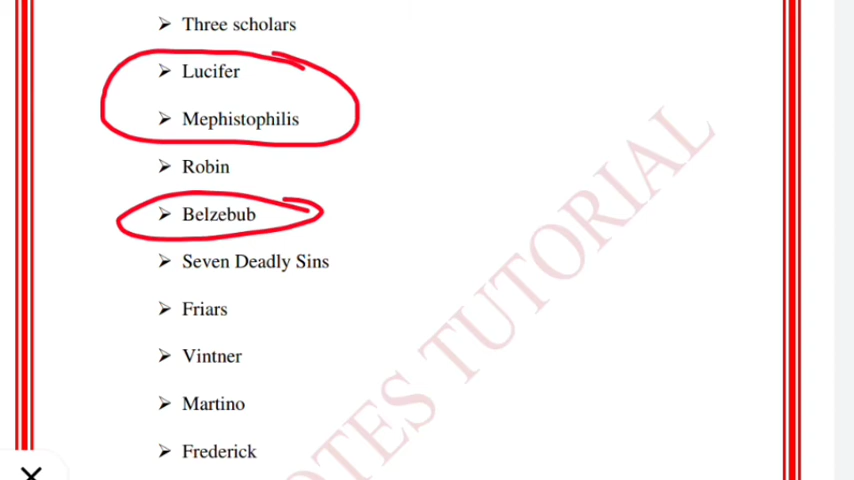 ➢ Three scholars
➢ Lucifer
➢ Mephistophilis
➢ Robin
➢ Belzebub
➢ Seven Deadly Sins
➢ Friars
➢ Vintner
➢ Martino
➢ Frederick
OTES TUTORIAL